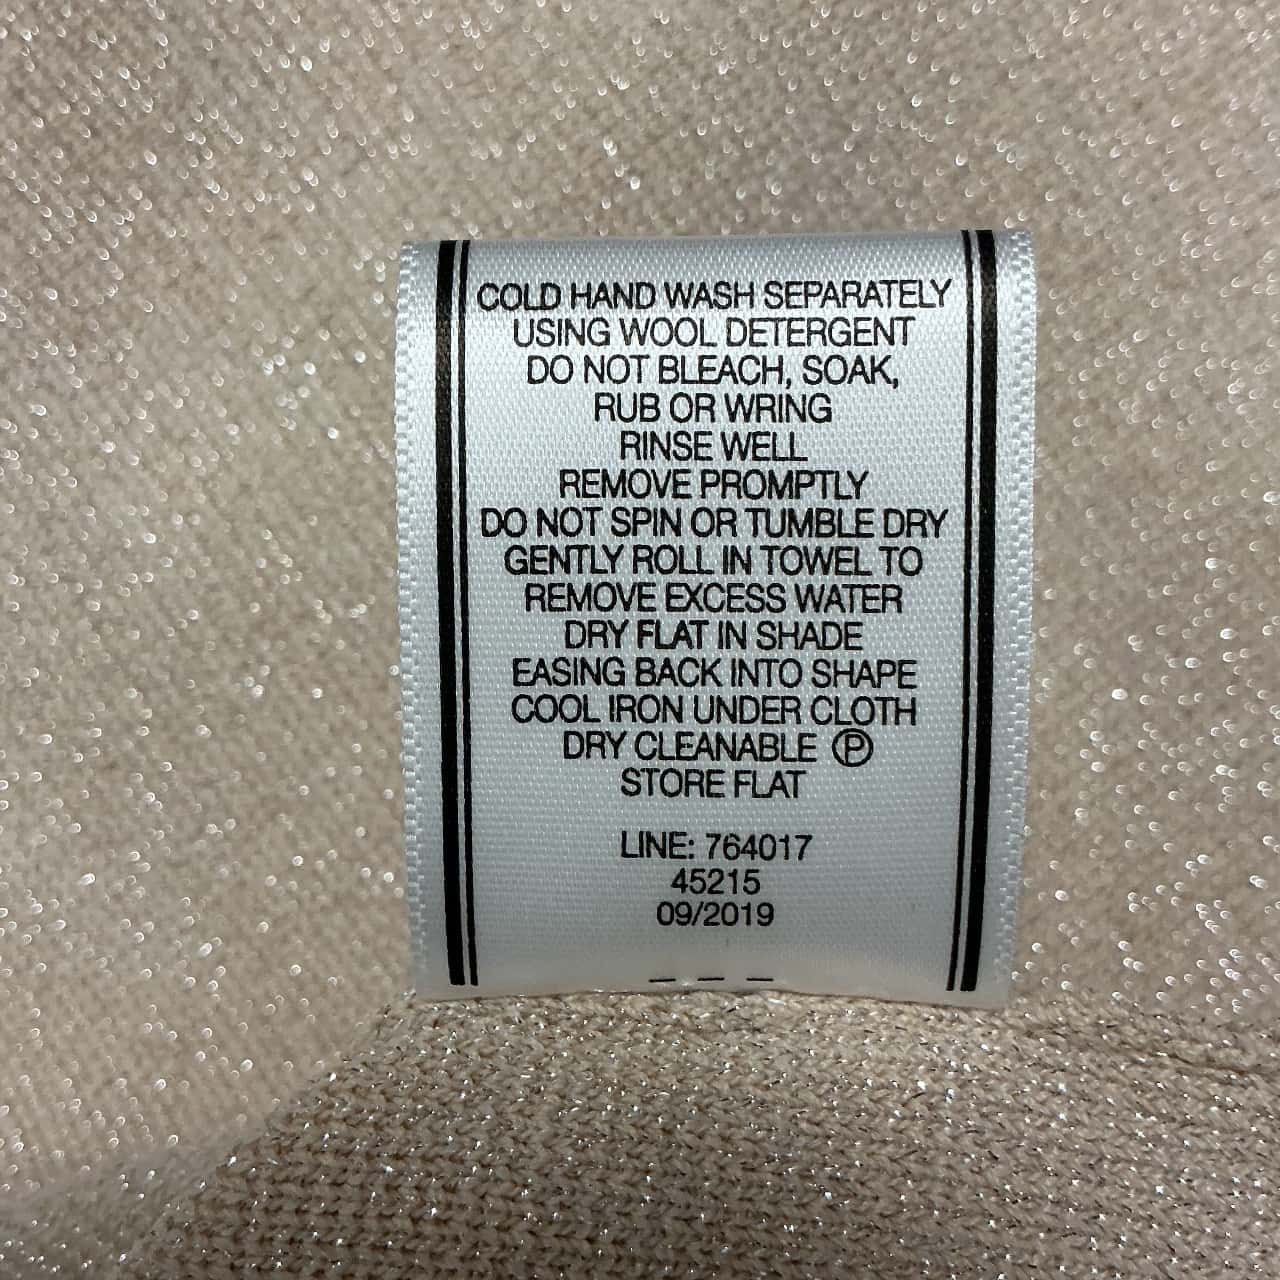 COLD HAND WASH SEPARATELY
USING WOOL DETERGENT
DO NOT BLEACH, SOAK,
RUB OR WRING
RINSE WELL
REMOVE PROMPTLY
DO NOT SPIN OR TUMBLE DRY
GENTLY ROLL IN TOWEL TO
REMOVE EXCESS WATER
DRY FLAT IN SHADE
EASING BACK INTO SHAPE
COOL IRON UNDER CLOTH
DRY CLEANABLE Ⓟ
STORE FLAT
LINE: 764017
45215
09/2019